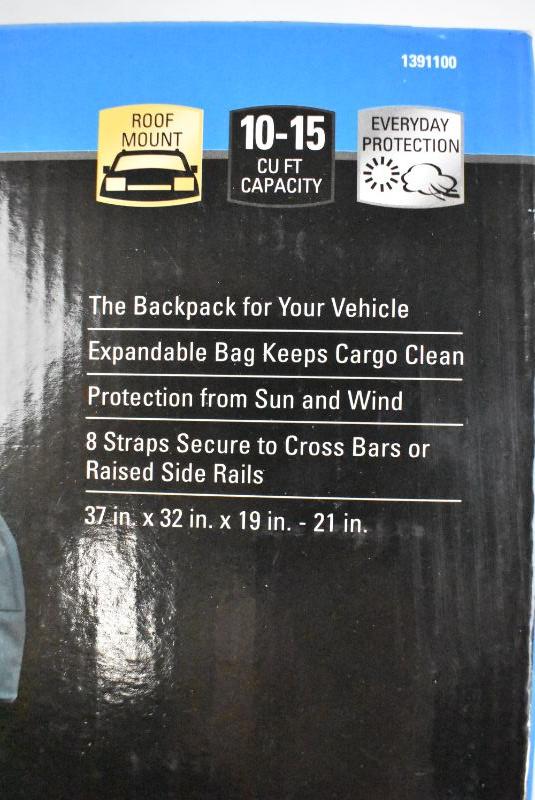 1391100
ROOF
MOUNT
10-15
CU FT
CAPACITY
EVERYDAY
PROTECTION
The Backpack for Your Vehicle
Expandable Bag Keeps Cargo Clean
Protection from Sun and Wind
8 Straps Secure to Cross Bars or
Raised Side Rails
37 in. x 32 in. x 19 in. - 21 in.